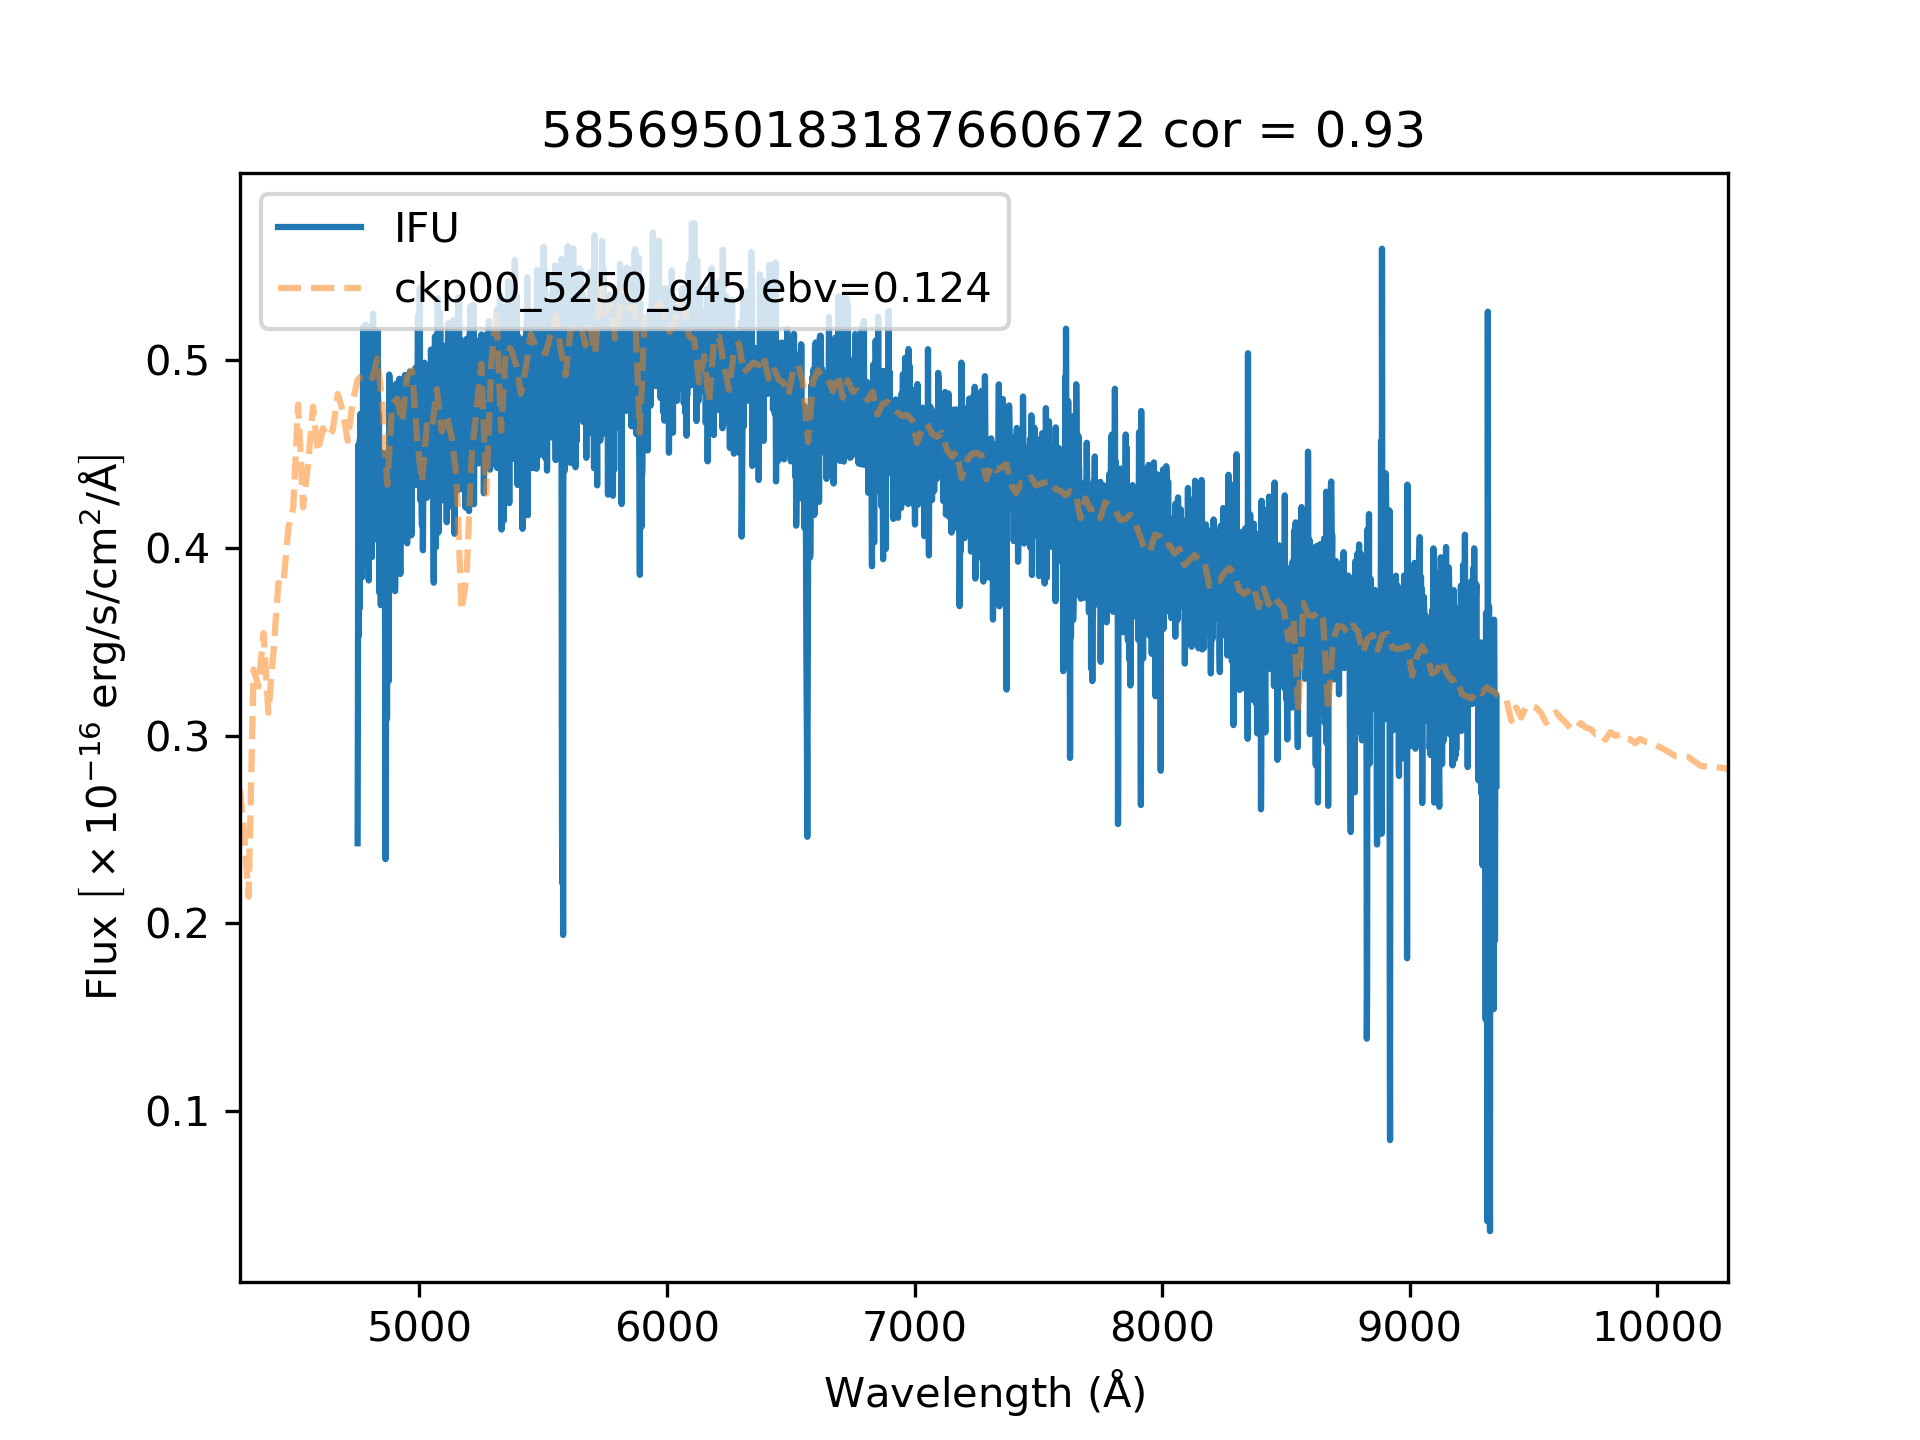 5856950183187660672 cor = 0.93
IFU
ckp00_5250_g45 ebv=0.124
Flux [×10⁻¹⁶ erg/s/cm²/Å]
0.5
0.4
0.3
0.2
0.1
5000 6000 7000 8000 9000 10000
Wavelength (Å)